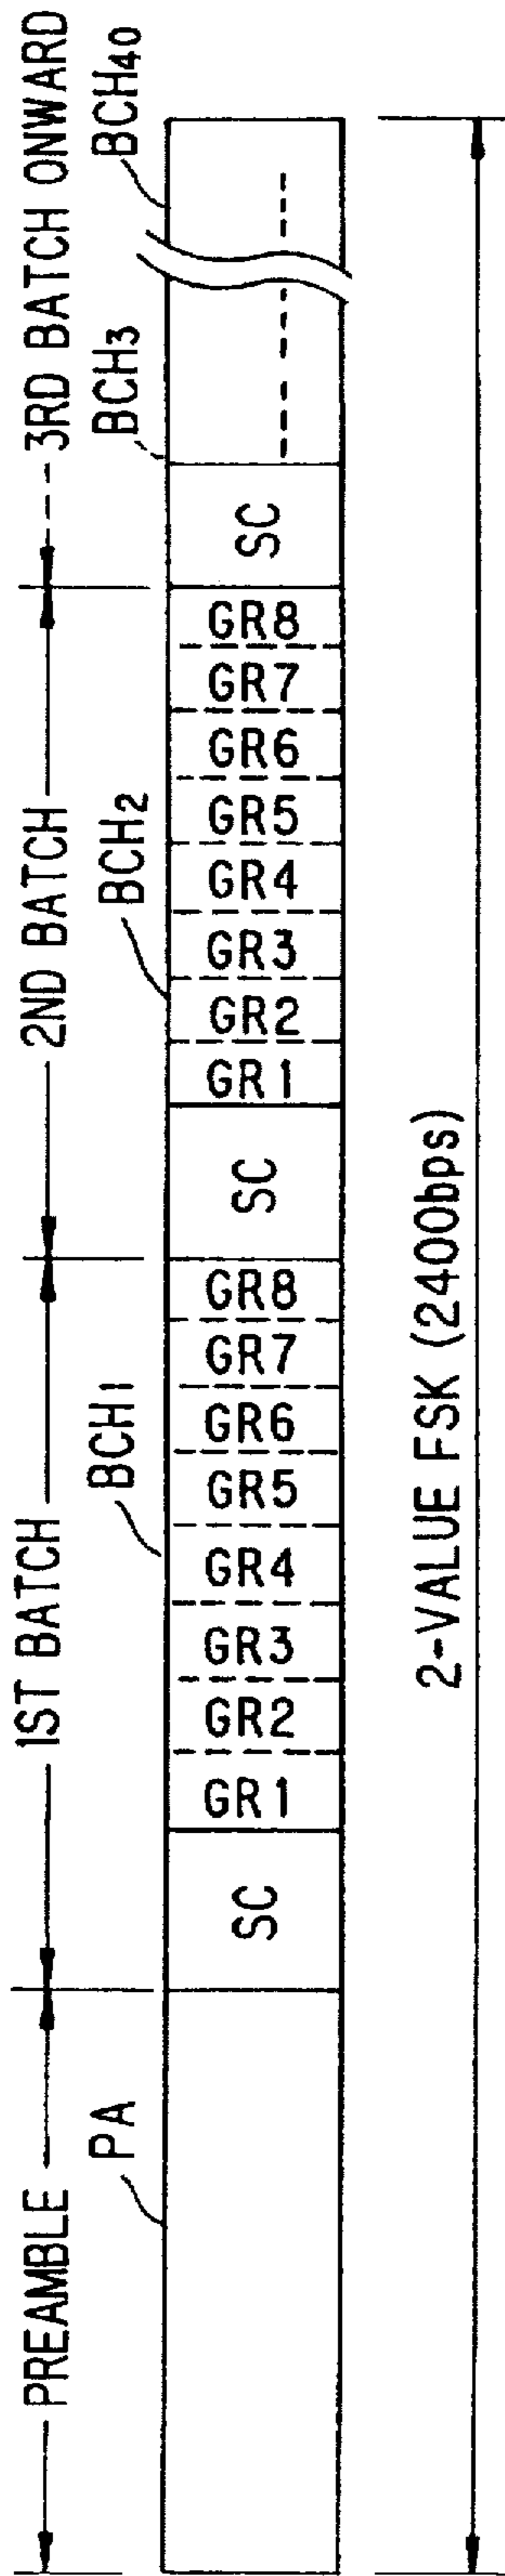 PREAMBLE 1ST BATCH 2ND BATCH 3RD BATCH ONWARD
PA BCH1 BCH2 BCH3 BCH40
SC GR1 GR2 GR3 GR4 GR5 GR6 GR7 GR8 SC GR1 GR2 GR3 GR4 GR5 GR6 GR7 GR8 SC
2-VALUE FSK (2400bps)